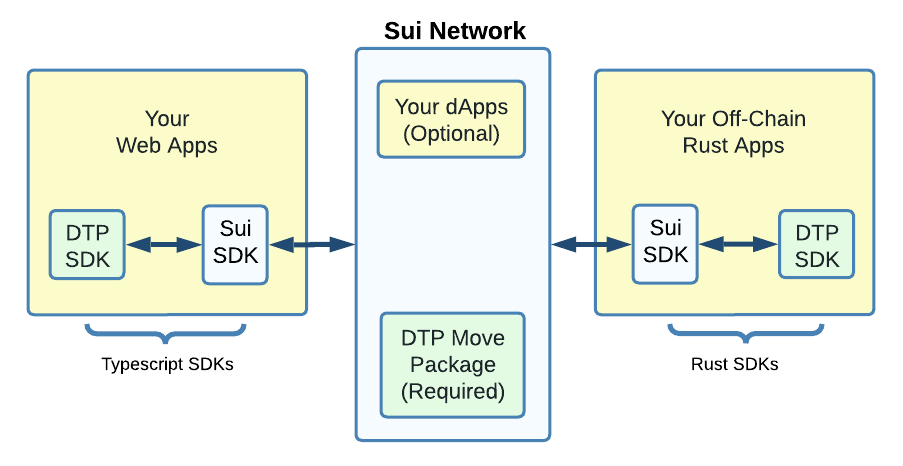 Sui Network
Your
Web Apps
DTP
SDK
Sui
SDK
Typescript SDKs
Your dApps
(Optional)
DTP Move
Package
(Required)
Your Off-Chain
Rust Apps
Sui
SDK
DTP
SDK
Rust SDKs